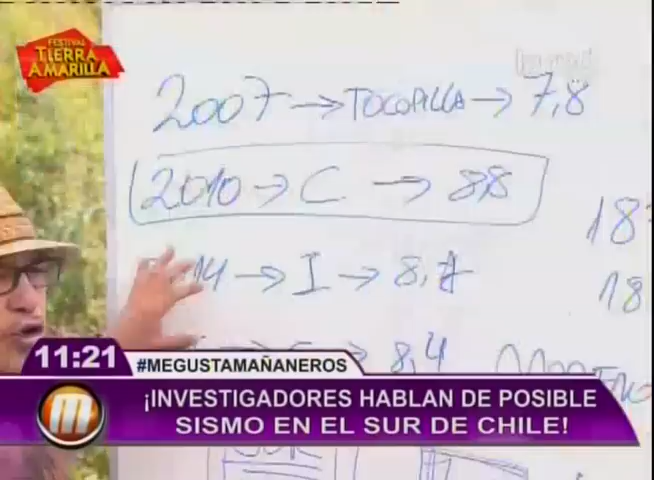 FESTIVAL
TIERRA
AMARILLA
2007 → TOCOPILLA → 7,8
2010 → C → 8,8
14 → I → 8,
8,4
18
18
11:21
#MEGUSTAMAÑANEROS
¡INVESTIGADORES HABLAN DE POSIBLE
SISMO EN EL SUR DE CHILE!
m